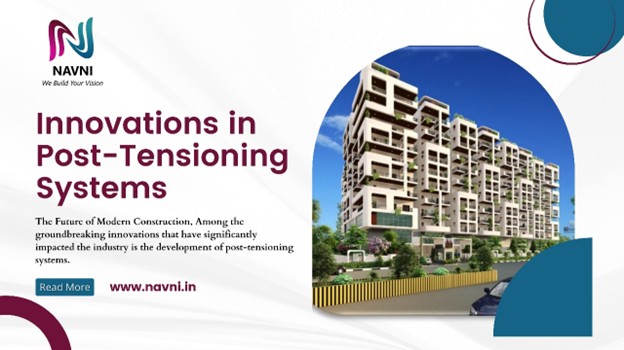 NAVNI
We Build Your Vision
Innovations in
Post-Tensioning
Systems
The Future of Modern Construction, Among the
groundbreaking innovations that have significantly
impacted the industry is the development of post-tensioning
systems.
Read More
www.navni.in